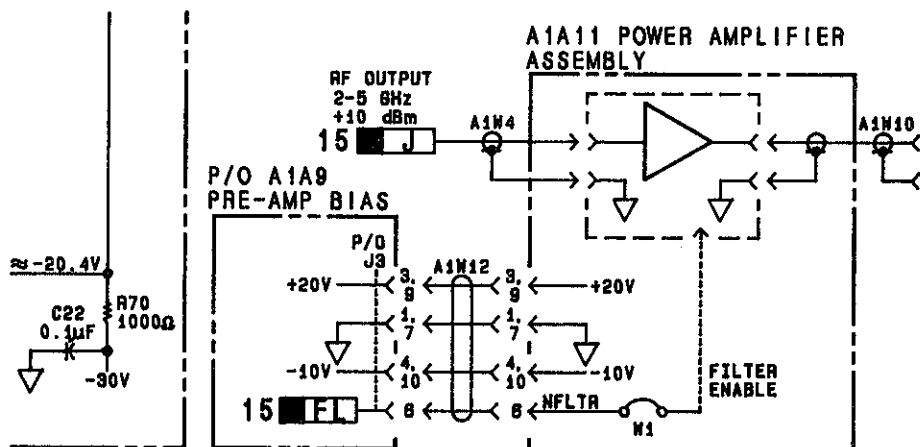 A1A11 POWER AMPLIFIER
ASSEMBLY
RF OUTPUT
2-5 GHz
+10 dBm
15 J
A1W4
A1W10
P/O A1A9
PRE-AMP BIAS
P/O
J3
A1W12
≈-20.4V
R70
1000Ω
C22
0.1µF
-30V
+20V 3, 9 3, 9 +20V
1, 7 1, 7
-10V 4, 10 4, 10 -10V
15 FL 6 6 NFLTR
W1
FILTER
ENABLE